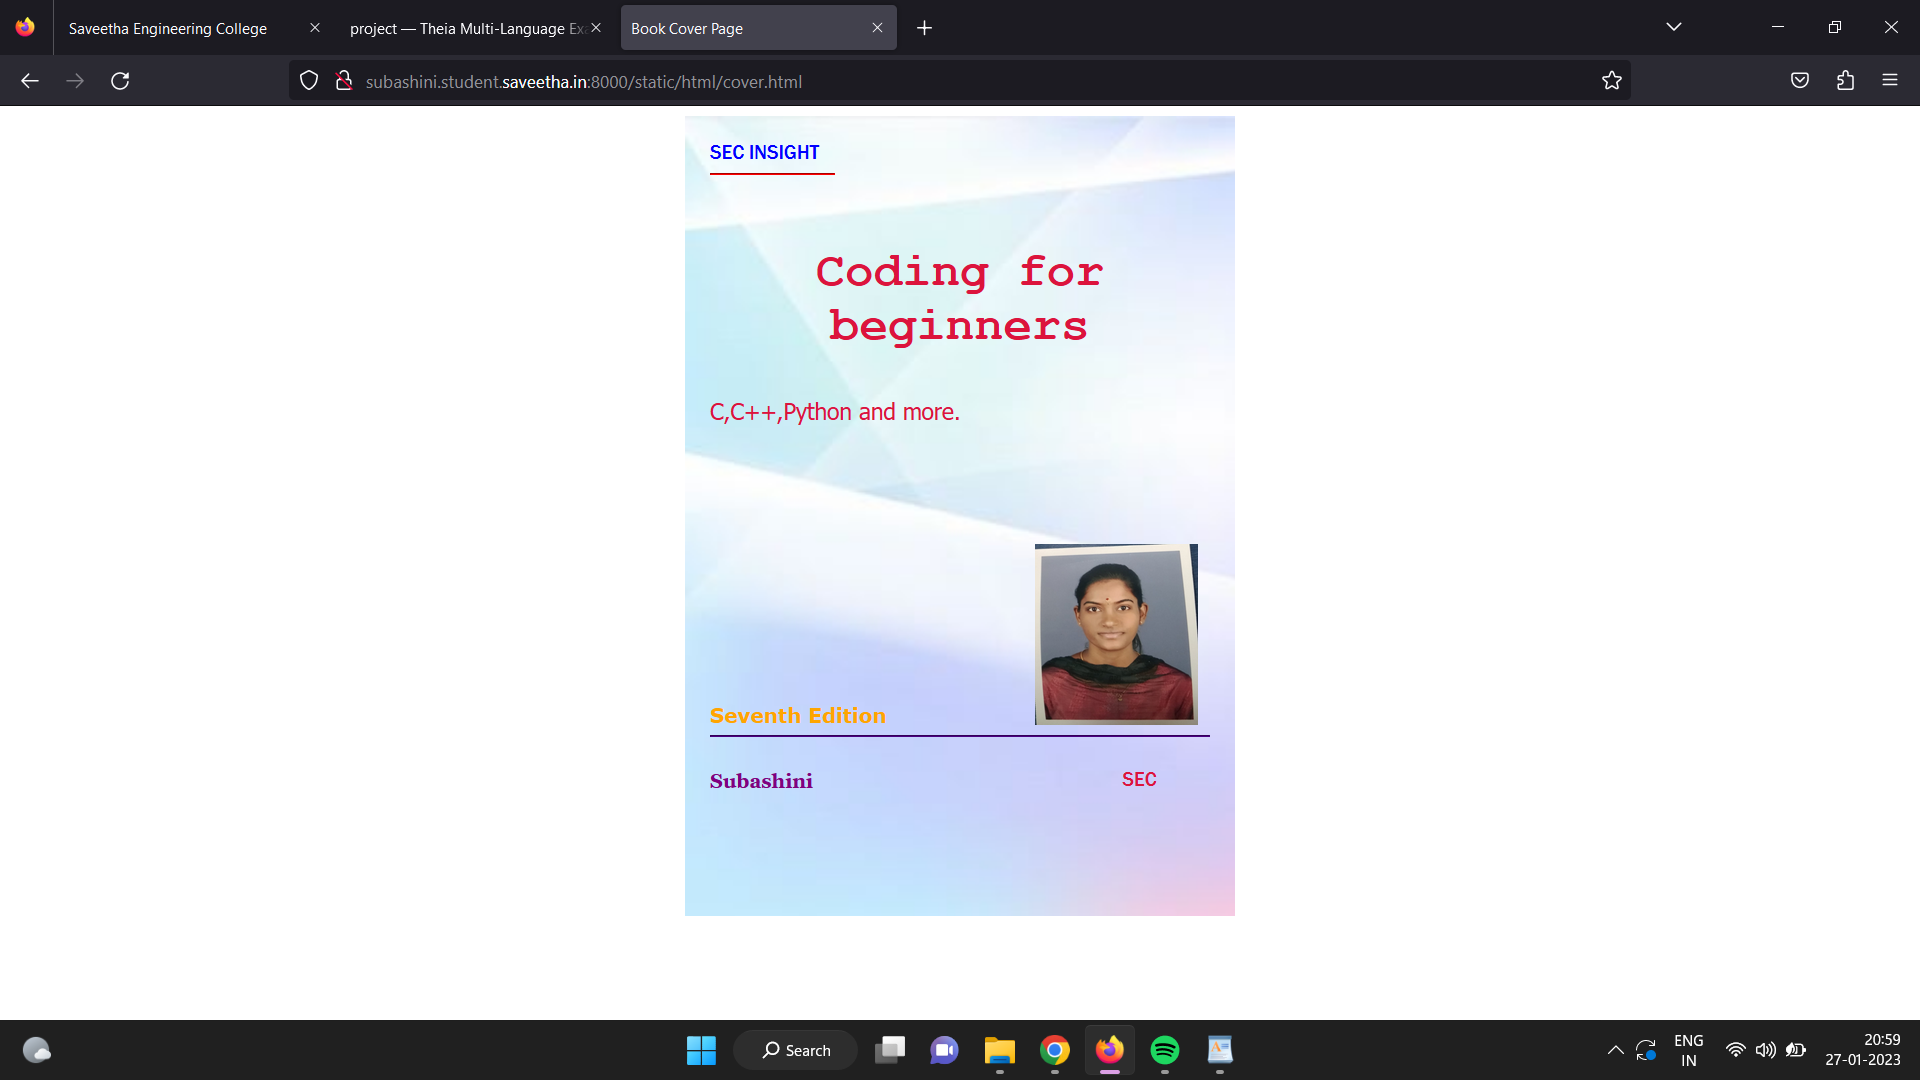 Saveetha Engineering College
project — Theia Multi-Language Ex
Book Cover Page
subashini.student.saveetha.in:8000/static/html/cover.html
SEC INSIGHT
Coding for
beginners
C,C++,Python and more.
Seventh Edition
Subashini
SEC
Search
ENG
IN
20:59
27-01-2023